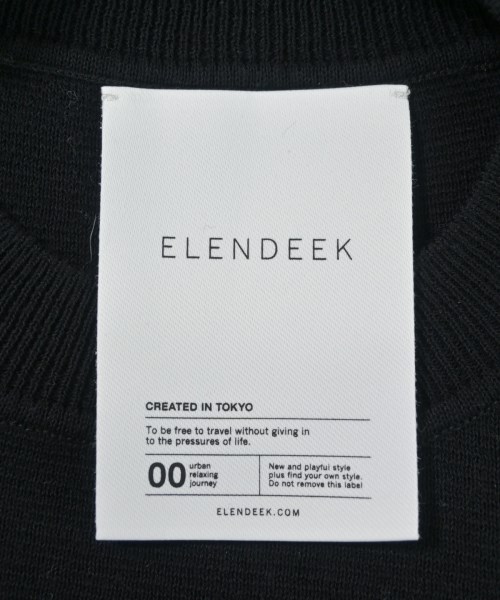 ELENDEEK
CREATED IN TOKYO
To be free to travel without giving in
to the pressures of life.
00
urban
relaxing
journey
New and playful style
plus find your own style.
Do not remove this label
ELENDEEK.COM